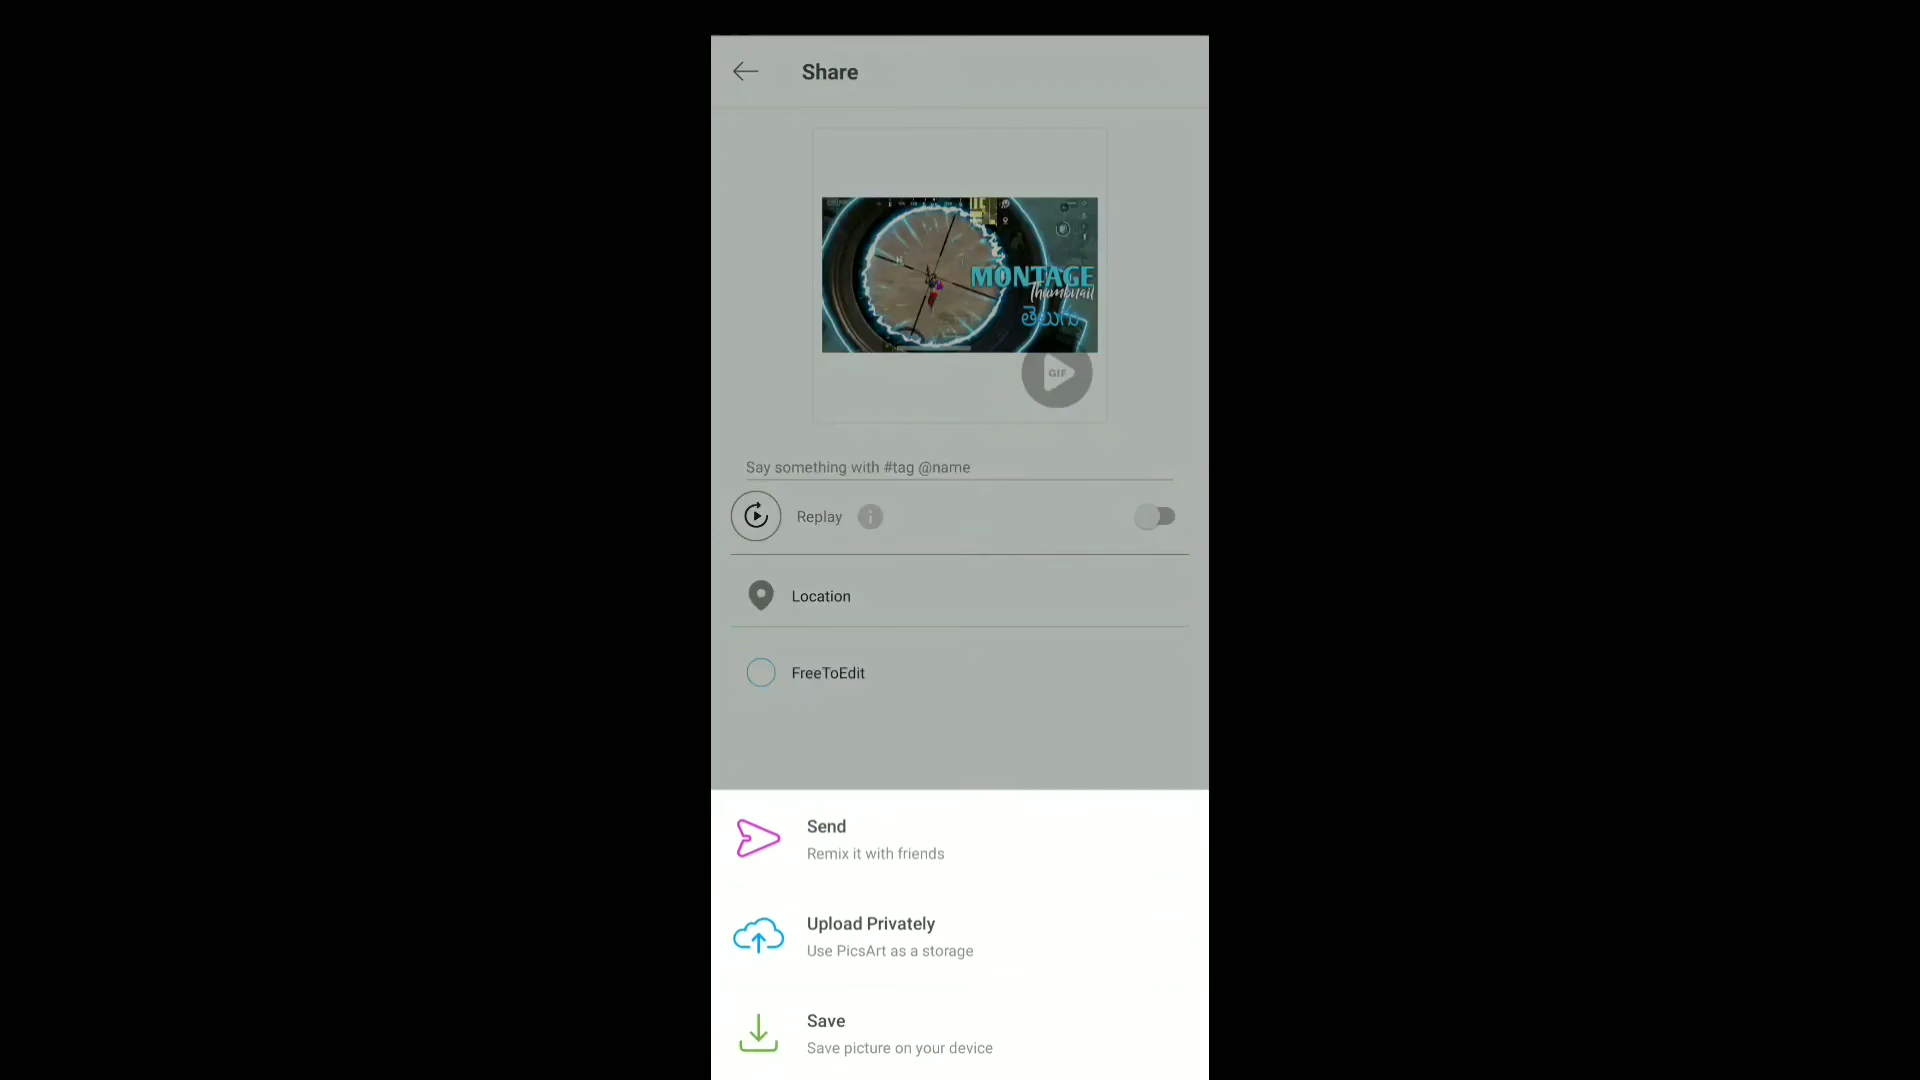 Share
MONTAGE
Thumbnail
తెలుగు
GIF
Say something with #tag @name
Replay
Location
FreeToEdit
Send
Remix it with friends
Upload Privately
Use PicsArt as a storage
Save
Save picture on your device